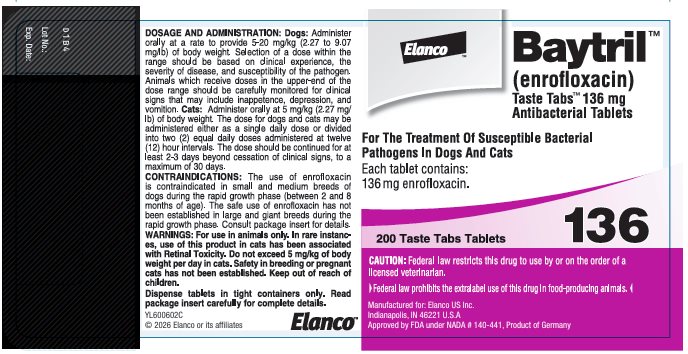 01B4
Lot No.:
Exp. Date:
DOSAGE AND ADMINISTRATION: Dogs: Administer
orally at a rate to provide 5-20 mg/kg (2.27 to 9.07
mg/lb) of body weight. Selection of a dose within the
range should be based on clinical experience, the
severity of disease, and susceptibility of the pathogen.
Animals which receive doses in the upper-end of the
dose range should be carefully monitored for clinical
signs that may include inappetence, depression, and
vomition. Cats: Administer orally at 5 mg/kg (2.27 mg/
lb) of body weight. The dose for dogs and cats may be
administered either as a single daily dose or divided
into two (2) equal daily doses administered at twelve
(12) hour intervals. The dose should be continued for at
least 2-3 days beyond cessation of clinical signs, to a
maximum of 30 days.
CONTRAINDICATIONS: The use of enrofloxacin
is contraindicated in small and medium breeds of
dogs during the rapid growth phase (between 2 and 8
months of age). The safe use of enrofloxacin has not
been established in large and giant breeds during the
rapid growth phase. Consult package insert for details.
WARNINGS: For use in animals only. In rare instanc-
es, use of this product in cats has been associated
with Retinal Toxicity. Do not exceed 5 mg/kg of body
weight per day in cats. Safety in breeding or pregnant
cats has not been established. Keep out of reach of
children.
Dispense tablets in tight containers only. Read
package insert carefully for complete details.
YL600602C
© 2026 Elanco or its affiliates
Elanco™
Elanco™
Baytril™
(enrofloxacin)
Taste Tabs™ 136 mg
Antibacterial Tablets
For The Treatment Of Susceptible Bacterial
Pathogens In Dogs And Cats
Each tablet contains:
136 mg enrofloxacin.
136
200 Taste Tabs Tablets
CAUTION: Federal law restricts this drug to use by or on the order of a
licensed veterinarian.
Federal law prohibits the extralabel use of this drug in food-producing animals.
Manufactured for: Elanco US Inc.
Indianapolis, IN 46221 U.S.A
Approved by FDA under NADA # 140-441, Product of Germany